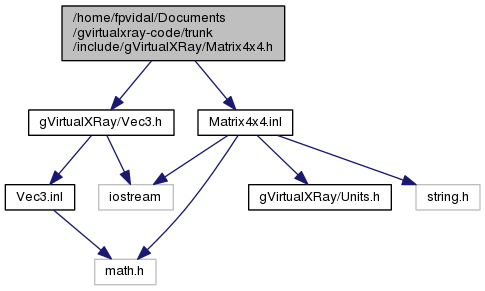 /home/fpvidal/Documents
/gvirtualxray-code/trunk
/include/gVirtualXRay/Matrix4x4.h
gVirtualXRay/Vec3.h
Matrix4x4.inl
Vec3.inl
iostream
gVirtualXRay/Units.h
string.h
math.h